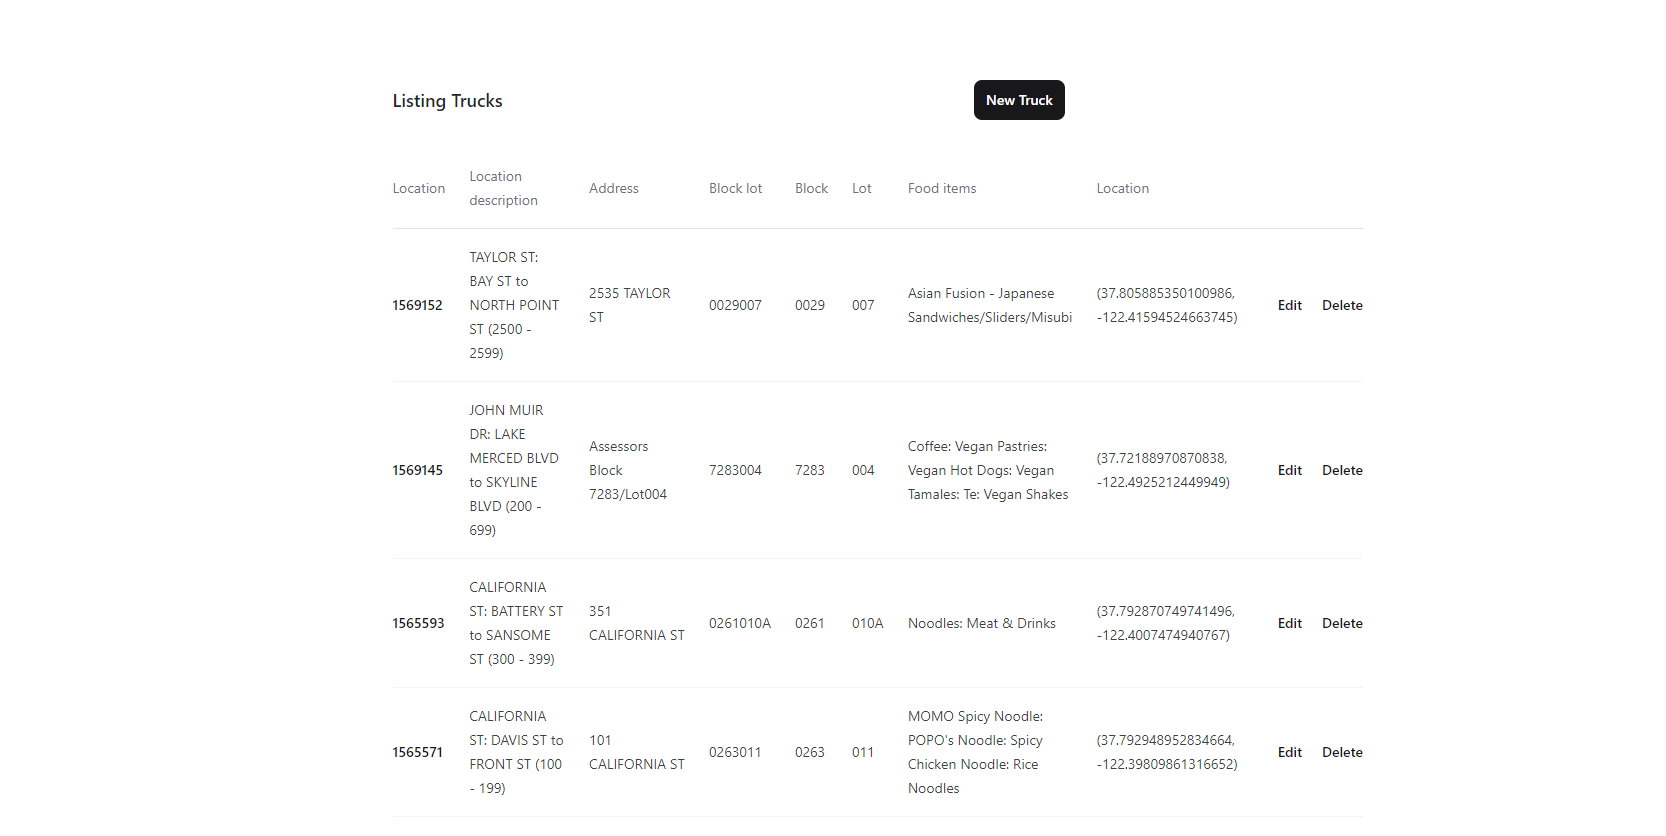 Listing Trucks
New Truck
Location
Location
description
Address
Block lot
Block
Lot
Food items
Location
1569152
TAYLOR ST:
BAY ST to
NORTH POINT
ST (2500 -
2599)
2535 TAYLOR
ST
0029007
0029
007
Asian Fusion - Japanese
Sandwiches/Sliders/Misubi
(37.805885350100986,
-122.41594524663745)
Edit
Delete
1569145
JOHN MUIR
DR: LAKE
MERCED BLVD
to SKYLINE
BLVD (200 -
699)
Assessors
Block
7283/Lot004
7283004
7283
004
Coffee: Vegan Pastries:
Vegan Hot Dogs: Vegan
Tamales: Te: Vegan Shakes
(37.72188970870838,
-122.4925212449949)
Edit
Delete
1565593
CALIFORNIA
ST: BATTERY ST
to SANSOME
ST (300 - 399)
351
CALIFORNIA ST
0261010A
0261
010A
Noodles: Meat & Drinks
(37.792870749741496,
-122.4007474940767)
Edit
Delete
1565571
CALIFORNIA
ST: DAVIS ST to
FRONT ST (100
- 199)
101
CALIFORNIA ST
0263011
0263
011
MOMO Spicy Noodle:
POPO's Noodle: Spicy
Chicken Noodle: Rice
Noodles
(37.792948952834664,
-122.39809861316652)
Edit
Delete